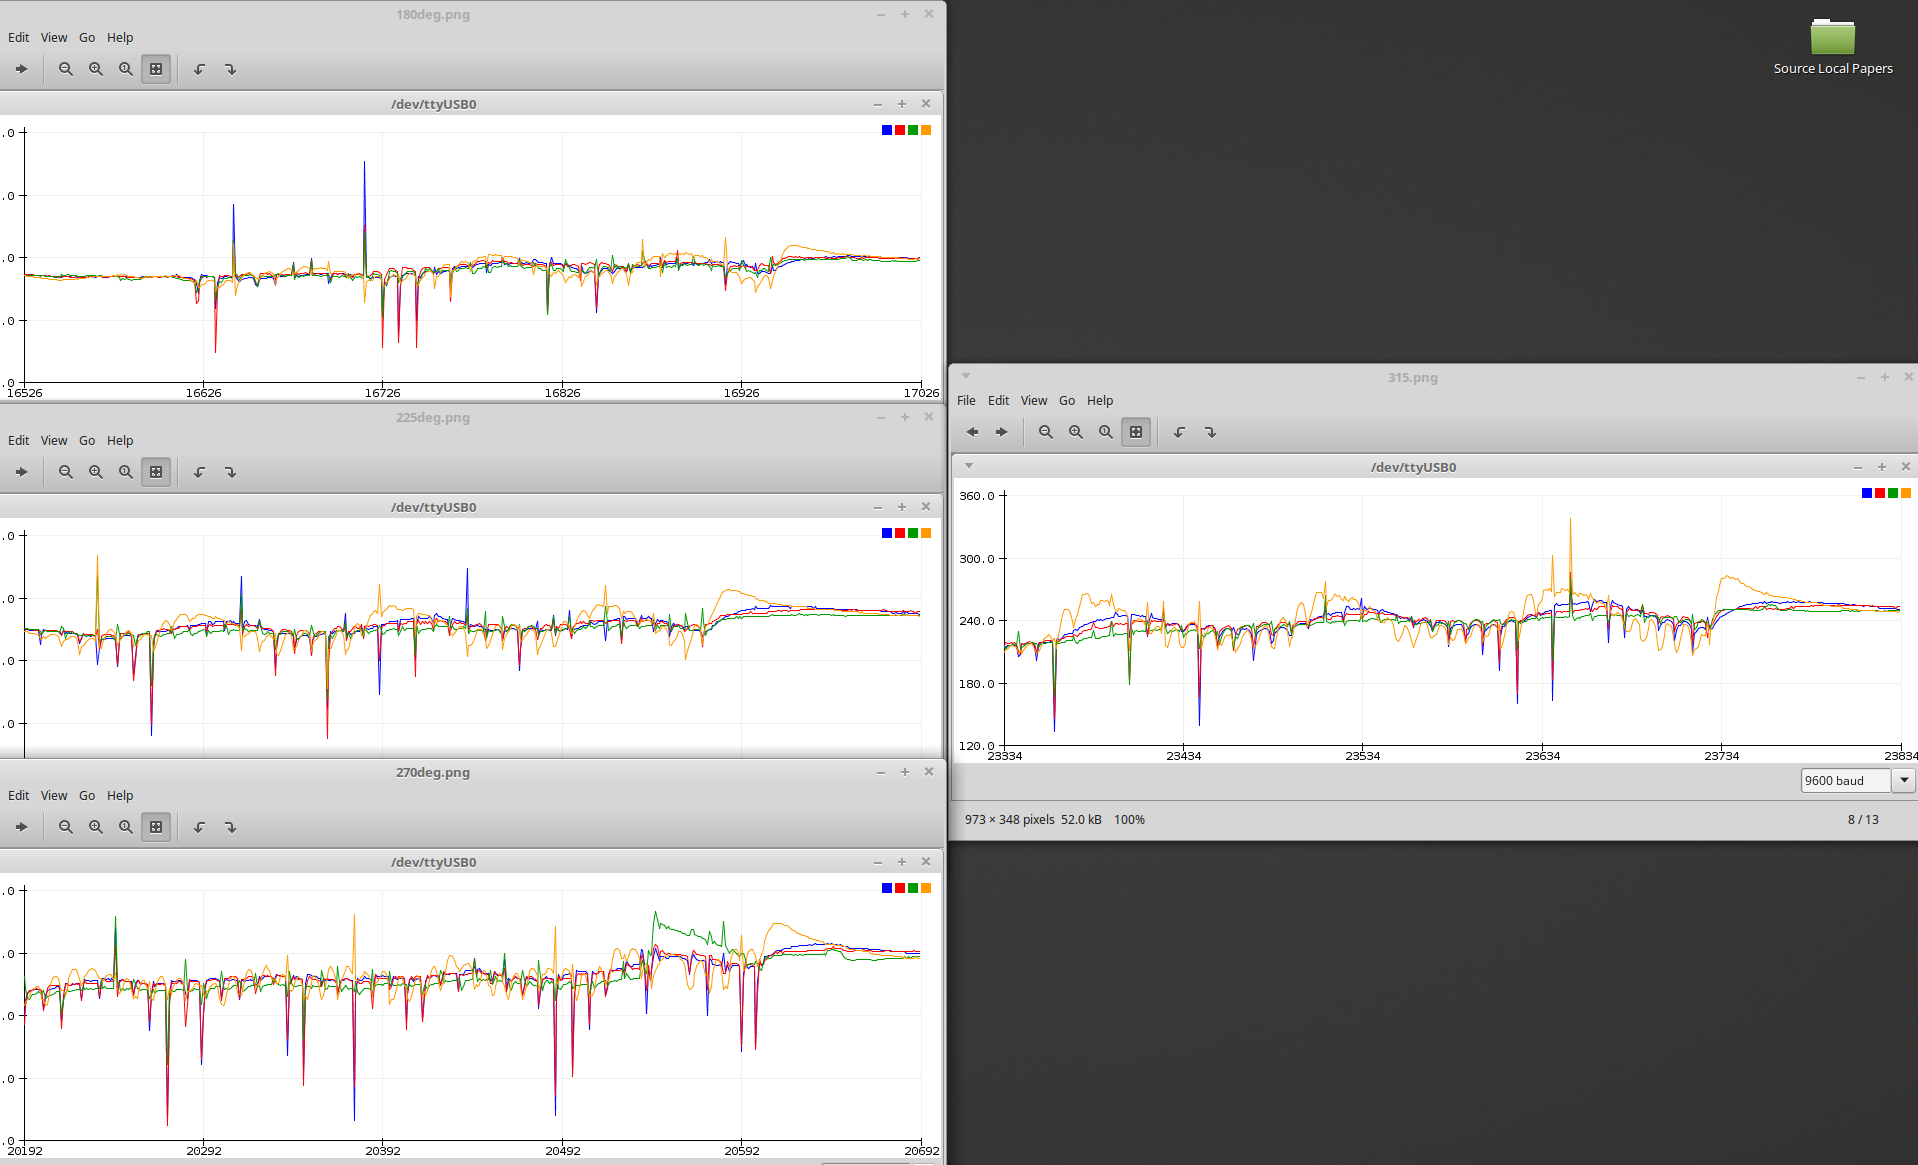 180deg.png
Edit View Go Help
/dev/ttyUSB0
.0
.0
.0
.0
.0
16526 16626 16726 16826 16926 17026
225deg.png
Edit View Go Help
/dev/ttyUSB0
.0
.0
.0
.0
270deg.png
Edit View Go Help
/dev/ttyUSB0
.0
.0
.0
.0
.0
20192 20292 20392 20492 20592 20692
Source Local Papers
315.png
File Edit View Go Help
/dev/ttyUSB0
360.0
300.0
240.0
180.0
120.0
23334 23434 23534 23634 23734 23834
9600 baud
973 × 348 pixels 52.0 kB 100% 8 / 13